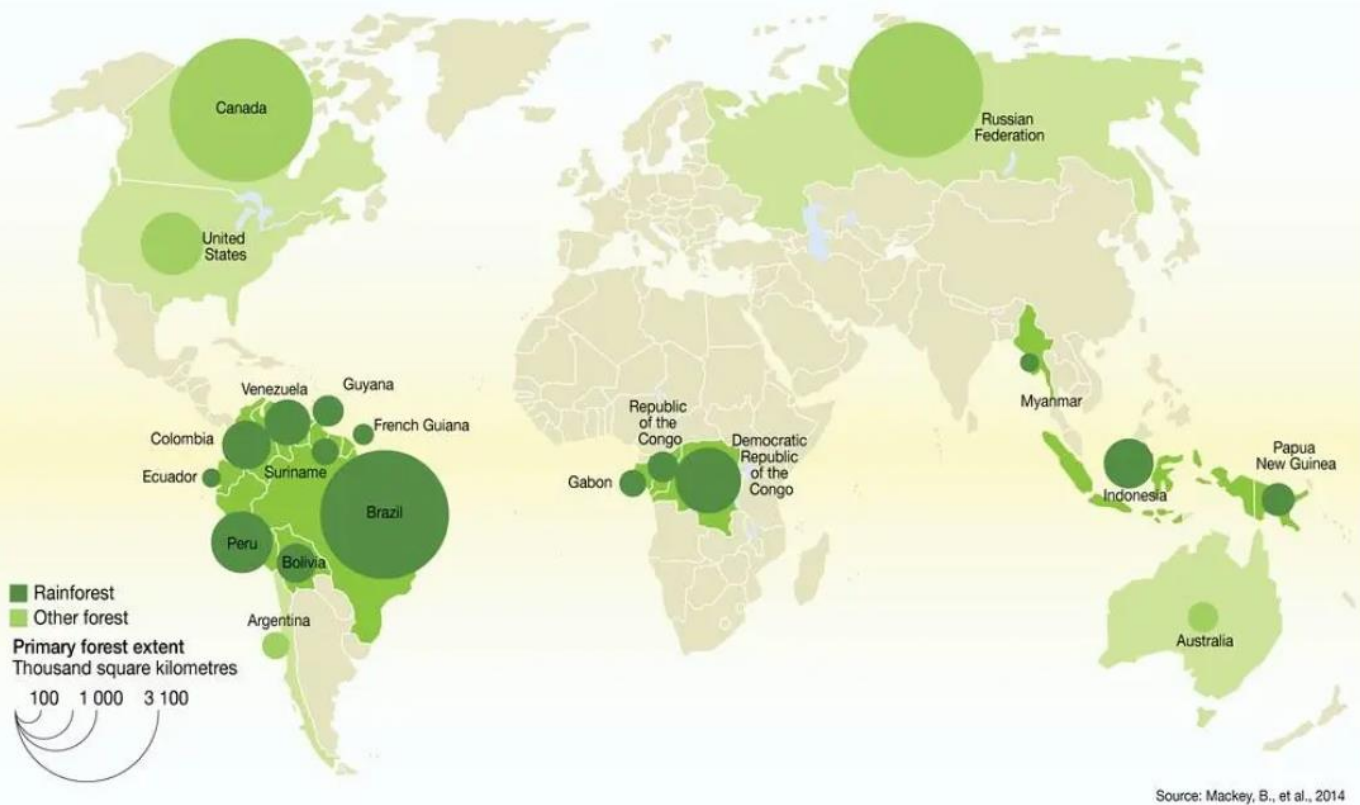 Canada
Russian
Federation
United
States
Venezuela
Guyana
Colombia
French Guiana
Ecuador
Suriname
Brazil
Peru
Bolivia
Argentina
Republic
of the
Congo
Democratic
Republic
of the
Congo
Gabon
Myanmar
Indonesia
Papua
New Guinea
Australia
Rainforest
Other forest
Primary forest extent
Thousand square kilometres
100 1 000 3 100
Source: Mackey, B., et al., 2014